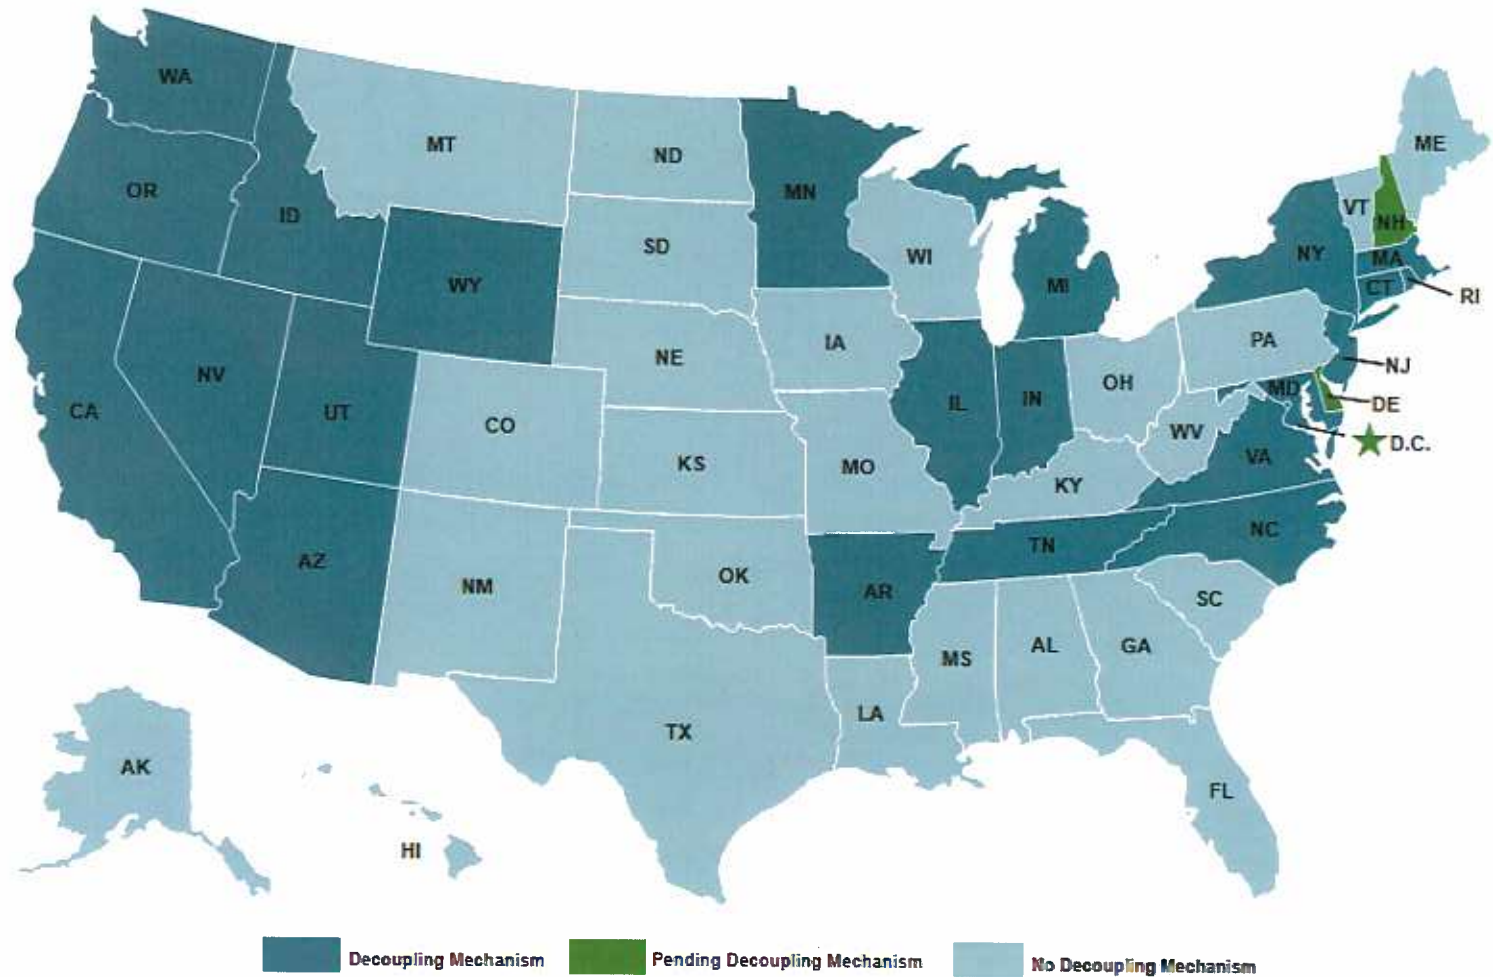 WA
MT
ND
MN
ME
OR
ID
VT
NH
SD
WI
NY
MA
WY
MI
CT
RI
IA
PA
NE
NJ
NV
OH
UT
CA
IL
IN
MD
DE
CO
WV
D.C.
KS
MO
VA
KY
NC
TN
AZ
NM
OK
AR
SC
MS
AL
GA
LA
TX
AK
FL
HI
Decoupling Mechanism
Pending Decoupling Mechanism
No Decoupling Mechanism